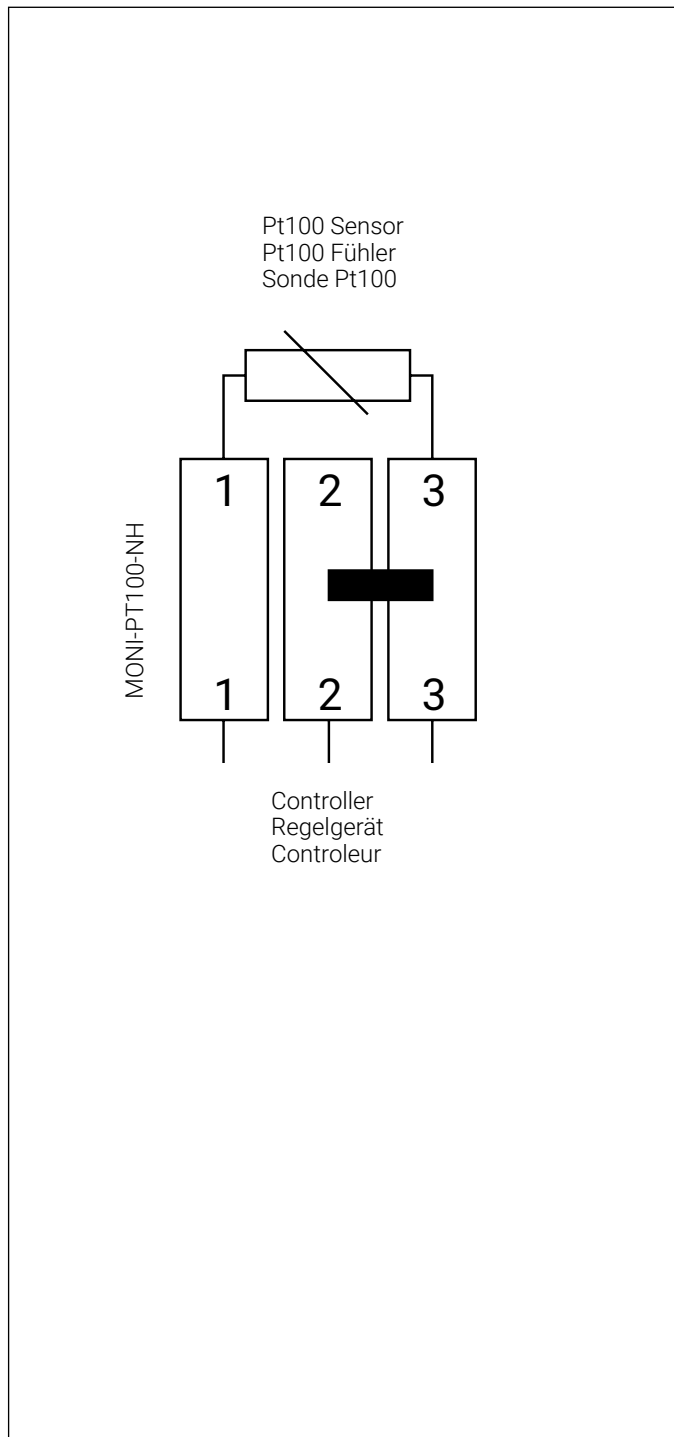 Pt100 Sensor
Pt100 Fühler
Sonde Pt100
1 2 3
MONI-PT100-NH
1 2 3
Controller
Regelgerät
Controleur